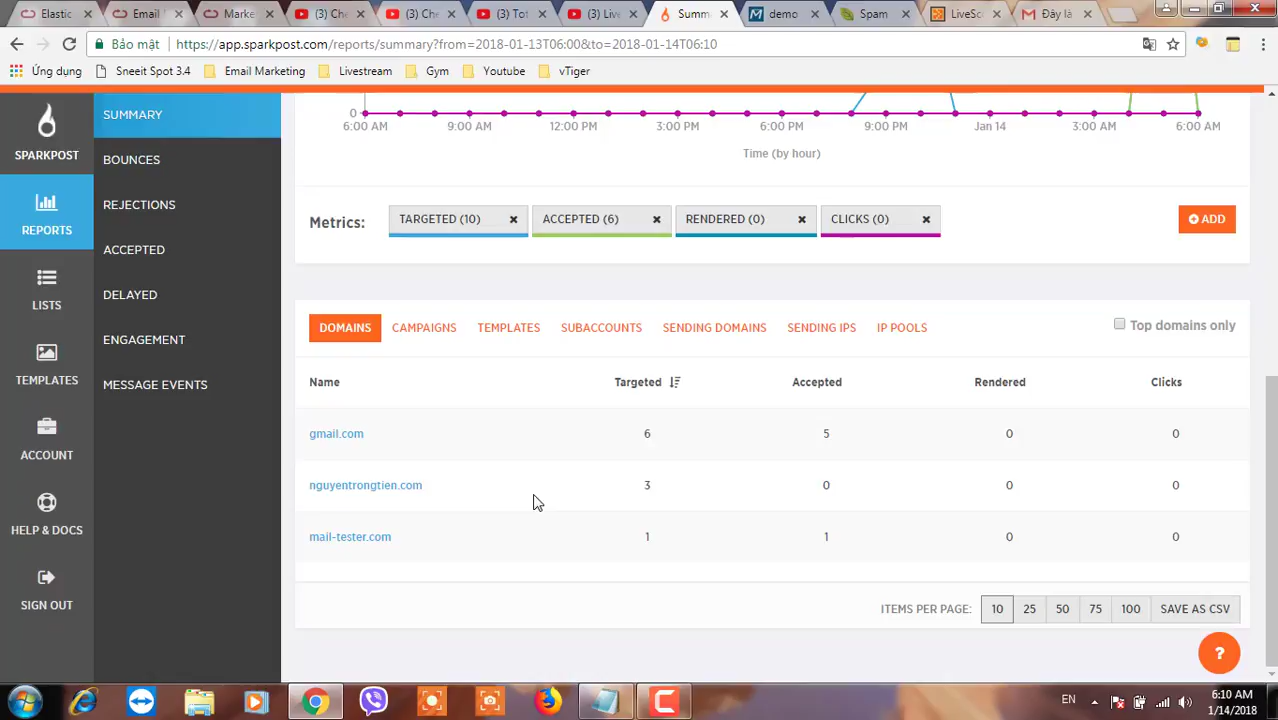 Elastic
Email
Marke
(3) Che
(3) Che
(3) Tot
(3) Live
Summ
demo
Spam
LiveSc
Đây là
Bảo mật
https://app.sparkpost.com/reports/summary?from=2018-01-13T06:00&to=2018-01-14T06:10
Ứng dụng
Sneeit Spot 3.4
Email Marketing
Livestream
Gym
Youtube
vTiger
SPARKPOST
REPORTS
LISTS
TEMPLATES
ACCOUNT
HELP & DOCS
SIGN OUT
SUMMARY
BOUNCES
REJECTIONS
ACCEPTED
DELAYED
ENGAGEMENT
MESSAGE EVENTS
0
6:00 AM 9:00 AM 12:00 PM 3:00 PM 6:00 PM 9:00 PM Jan 14 3:00 AM 6:00 AM
Time (by hour)
Metrics: TARGETED (10) × ACCEPTED (6) × RENDERED (0) × CLICKS (0) × ADD
DOMAINS CAMPAIGNS TEMPLATES SUBACCOUNTS SENDING DOMAINS SENDING IPS IP POOLS Top domains only
Name Targeted Accepted Rendered Clicks
gmail.com 6 5 0 0
nguyentrongtien.com 3 0 0 0
mail-tester.com 1 1 0 0
ITEMS PER PAGE: 10 25 50 75 100 SAVE AS CSV
?
EN
6:10 AM
1/14/2018